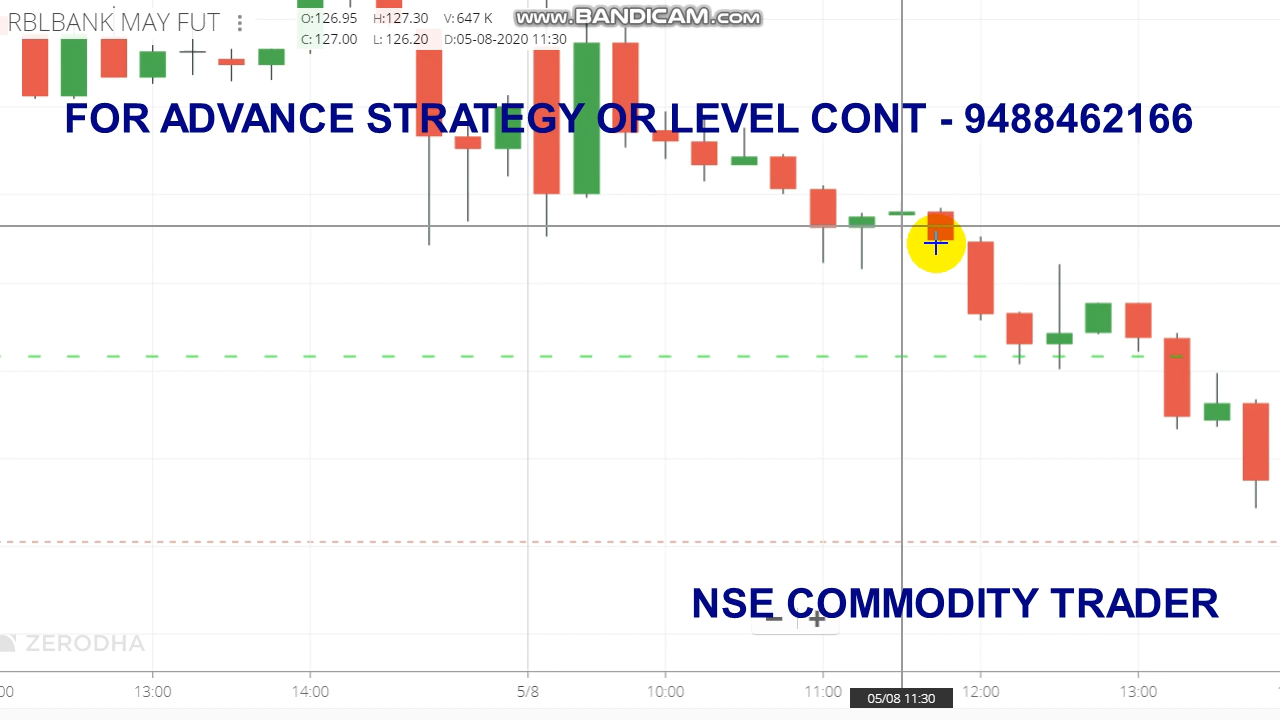 RBLBANK MAY FUT
O:126.95 H:127.30 V:647 K
C:127.00 L:126.20 D:05-08-2020 11:30
www.BANDICAM.com
FOR ADVANCE STRATEGY OR LEVEL CONT - 9488462166
NSE COMMODITY TRADER
ZERODHA
00 13:00 14:00 5/8 10:00 11:00 05/08 11:30 12:00 13:00